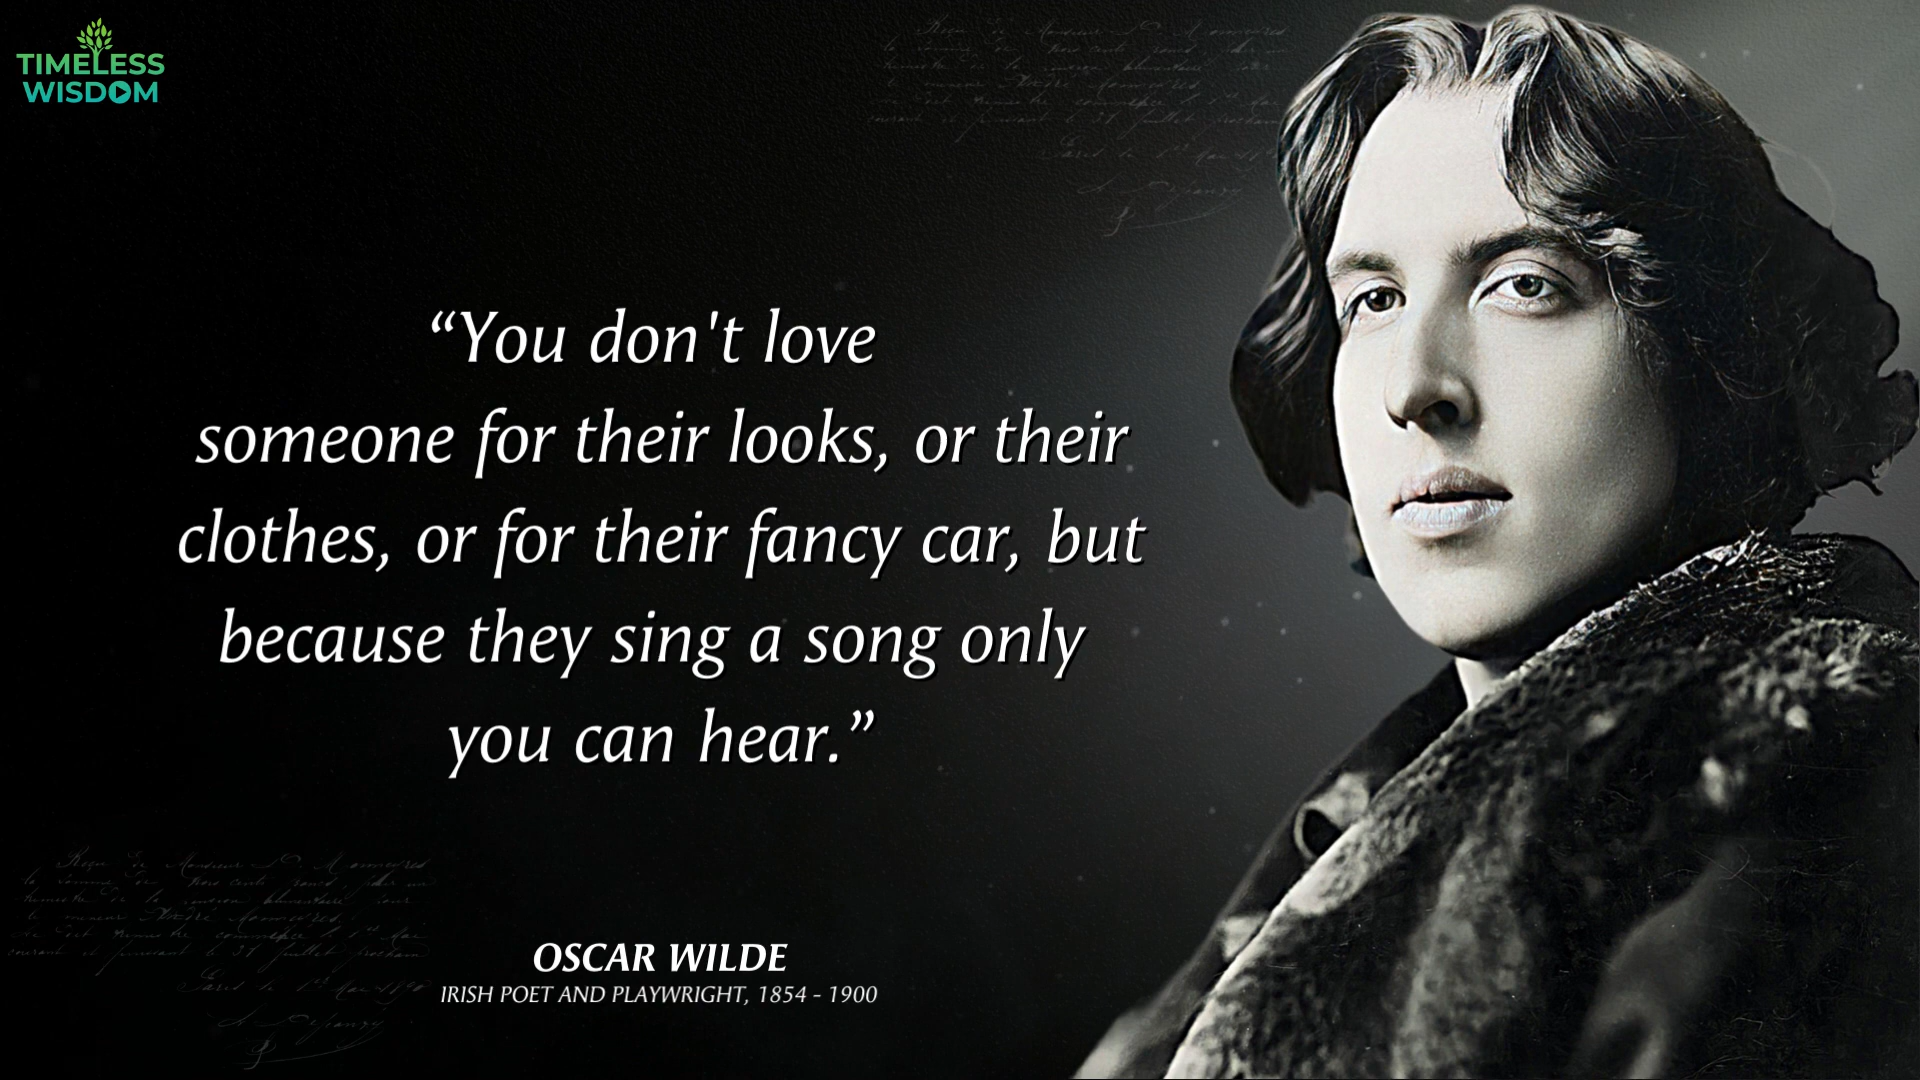 TIMELESS
WISDOM
“You don't love
someone for their looks, or their
clothes, or for their fancy car, but
because they sing a song only
you can hear.”
OSCAR WILDE
IRISH POET AND PLAYWRIGHT, 1854 - 1900